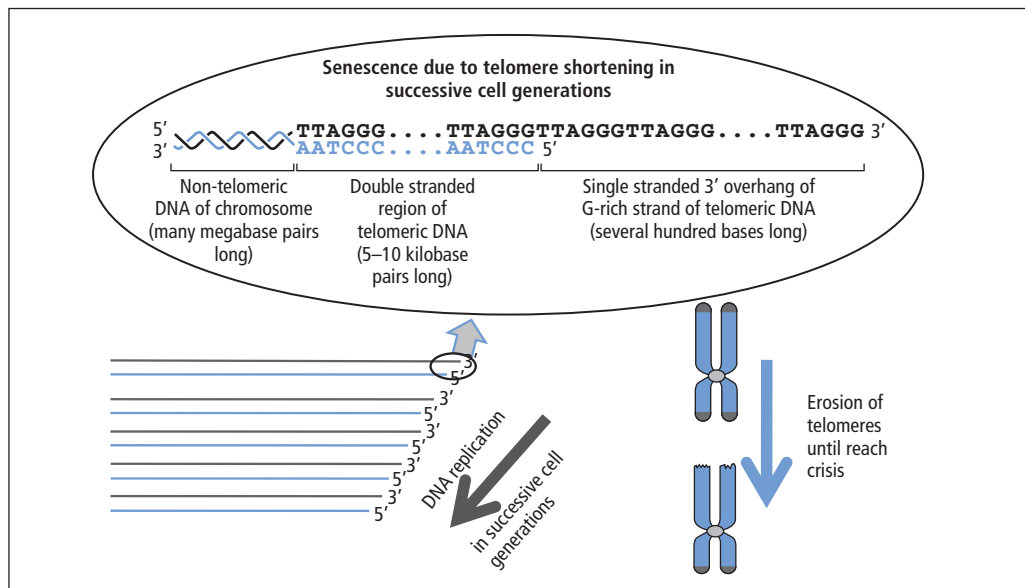 Senescence due to telomere shortening in
successive cell generations
5′ TTAGGG....TTAGGGTTAGGGTTAGGG....TTAGGG 3′
3′ AATCCC....AATCCC 5′
Non-telomeric
DNA of chromosome
(many megabase pairs
long)
Double stranded
region of
telomeric DNA
(5–10 kilobase
pairs long)
Single stranded 3′ overhang of
G-rich strand of telomeric DNA
(several hundred bases long)
3′
5′
3′
5′
3′
5′
3′
5′
3′
5′
DNA replication
in successive cell
generations
Erosion of
telomeres
until reach
crisis